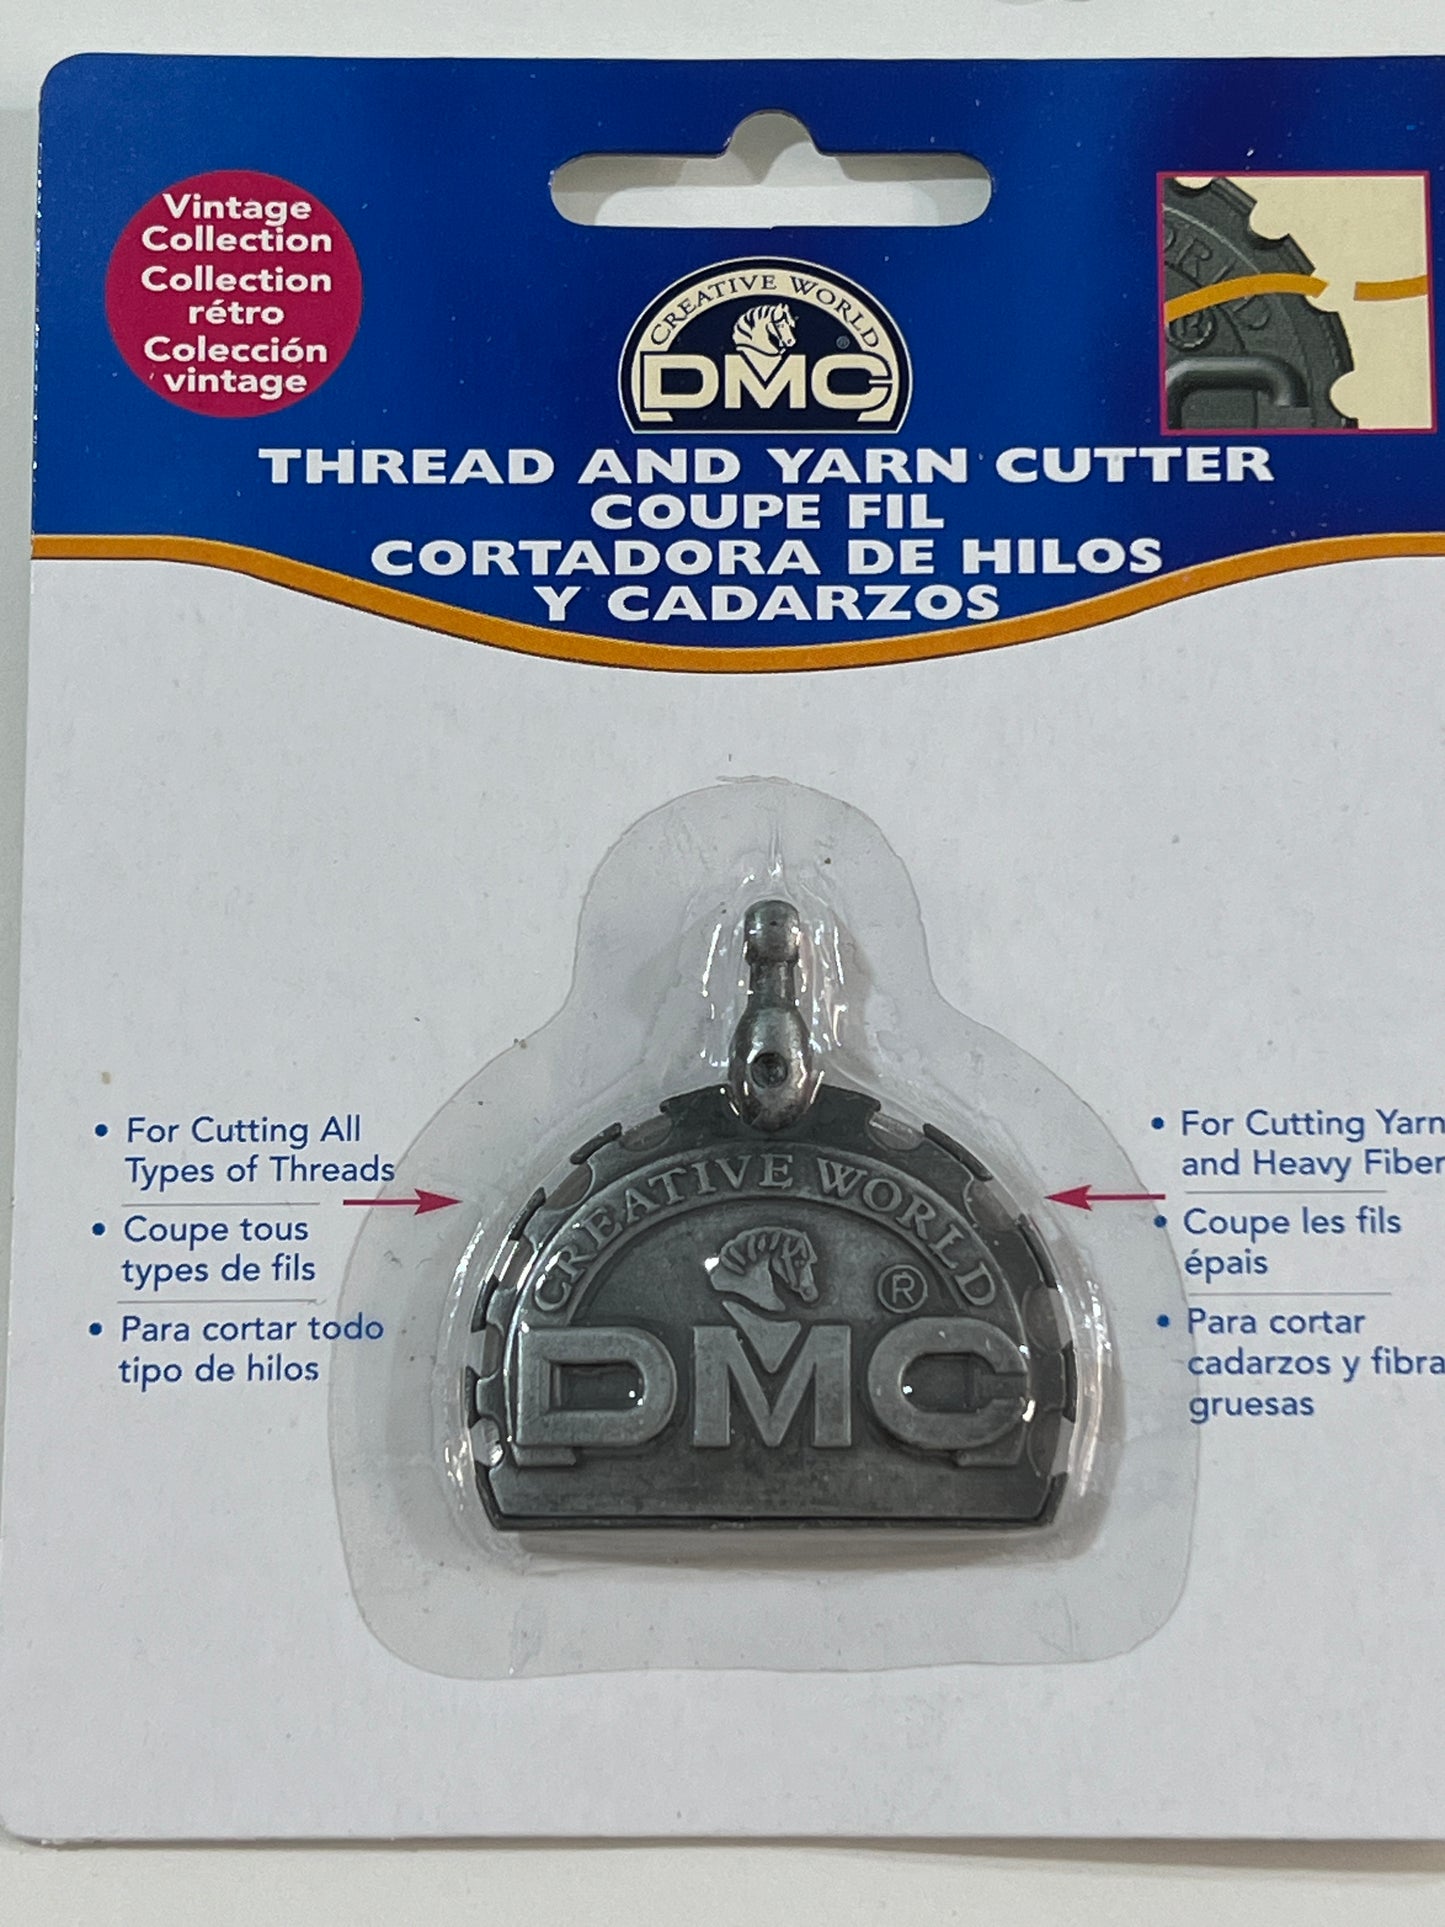 Vintage
Collection
Collection
rétro
Colección
vintage
CREATIVE WORLD
DMC
®
THREAD AND YARN CUTTER
COUPE FIL
CORTADORA DE HILOS
Y CADARZOS
• For Cutting All
Types of Threads
• Coupe tous
types de fils
• Para cortar todo
tipo de hilos
CREATIVE WORLD
®
DMC
• For Cutting Yarn
and Heavy Fiber
• Coupe les fils
épais
• Para cortar
cadarzos y fibra
gruesas